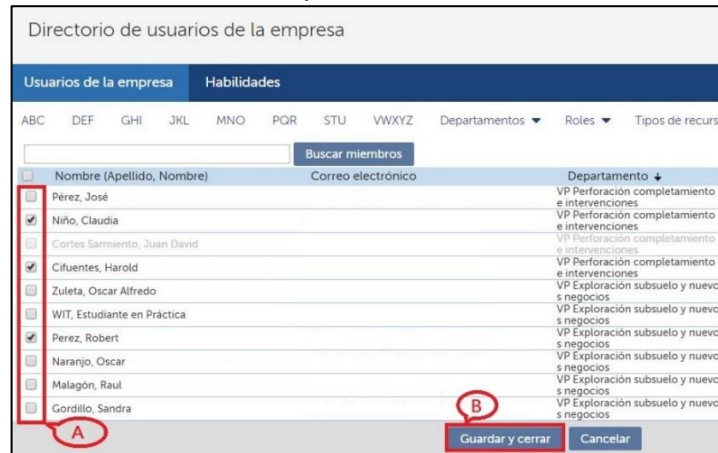 Directorio de usuarios de la empresa
Usuarios de la empresa Habilidades
ABC DEF GHI JKL MNO PQR STU VWXYZ Departamentos Roles Tipos de recurs
Buscar miembros
Nombre (Apellido, Nombre) Correo electrónico Departamento
Pérez, José VP Perforación completamiento
e intervenciones
Niño, Claudia VP Perforación completamiento
e intervenciones
Cortes Sarmiento, Juan David VP Perforación completamiento
e intervenciones
Cifuentes, Harold VP Perforación completamiento
e intervenciones
Zuleta, Oscar Alfredo VP Exploración subsuelo y nuevo
s negocios
WIT, Estudiante en Práctica VP Exploración subsuelo y nuevo
s negocios
Perez, Robert VP Exploración subsuelo y nuevo
s negocios
Naranjo, Oscar VP Exploración subsuelo y nuevo
s negocios
Malagón, Raul VP Exploración subsuelo y nuevo
s negocios
Gordillo, Sandra VP Exploración subsuelo y nuevo
s negocios
A B
Guardar y cerrar Cancelar